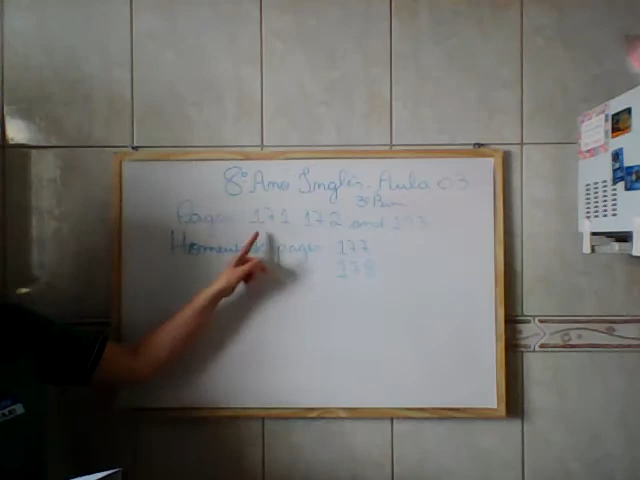 8º Ano Inglês - Aula 03
3º Bim
Pages 171 172 and 173
Homework pages 177
178